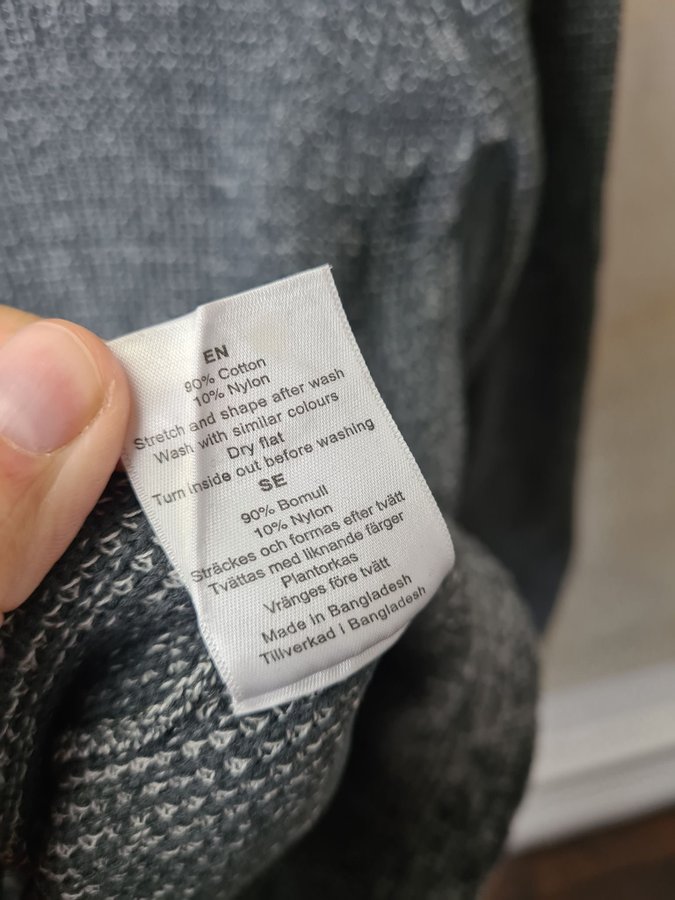 EN
90% Cotton
10% Nylon
Stretch and shape after wash
Wash with similar colours
Dry flat
Turn inside out before washing
SE
90% Bomull
10% Nylon
Sträckes och formas efter tvätt
Tvättas med liknande färger
Plantorkas
Vränges före tvätt
Made in Bangladesh
Tillverkad i Bangladesh